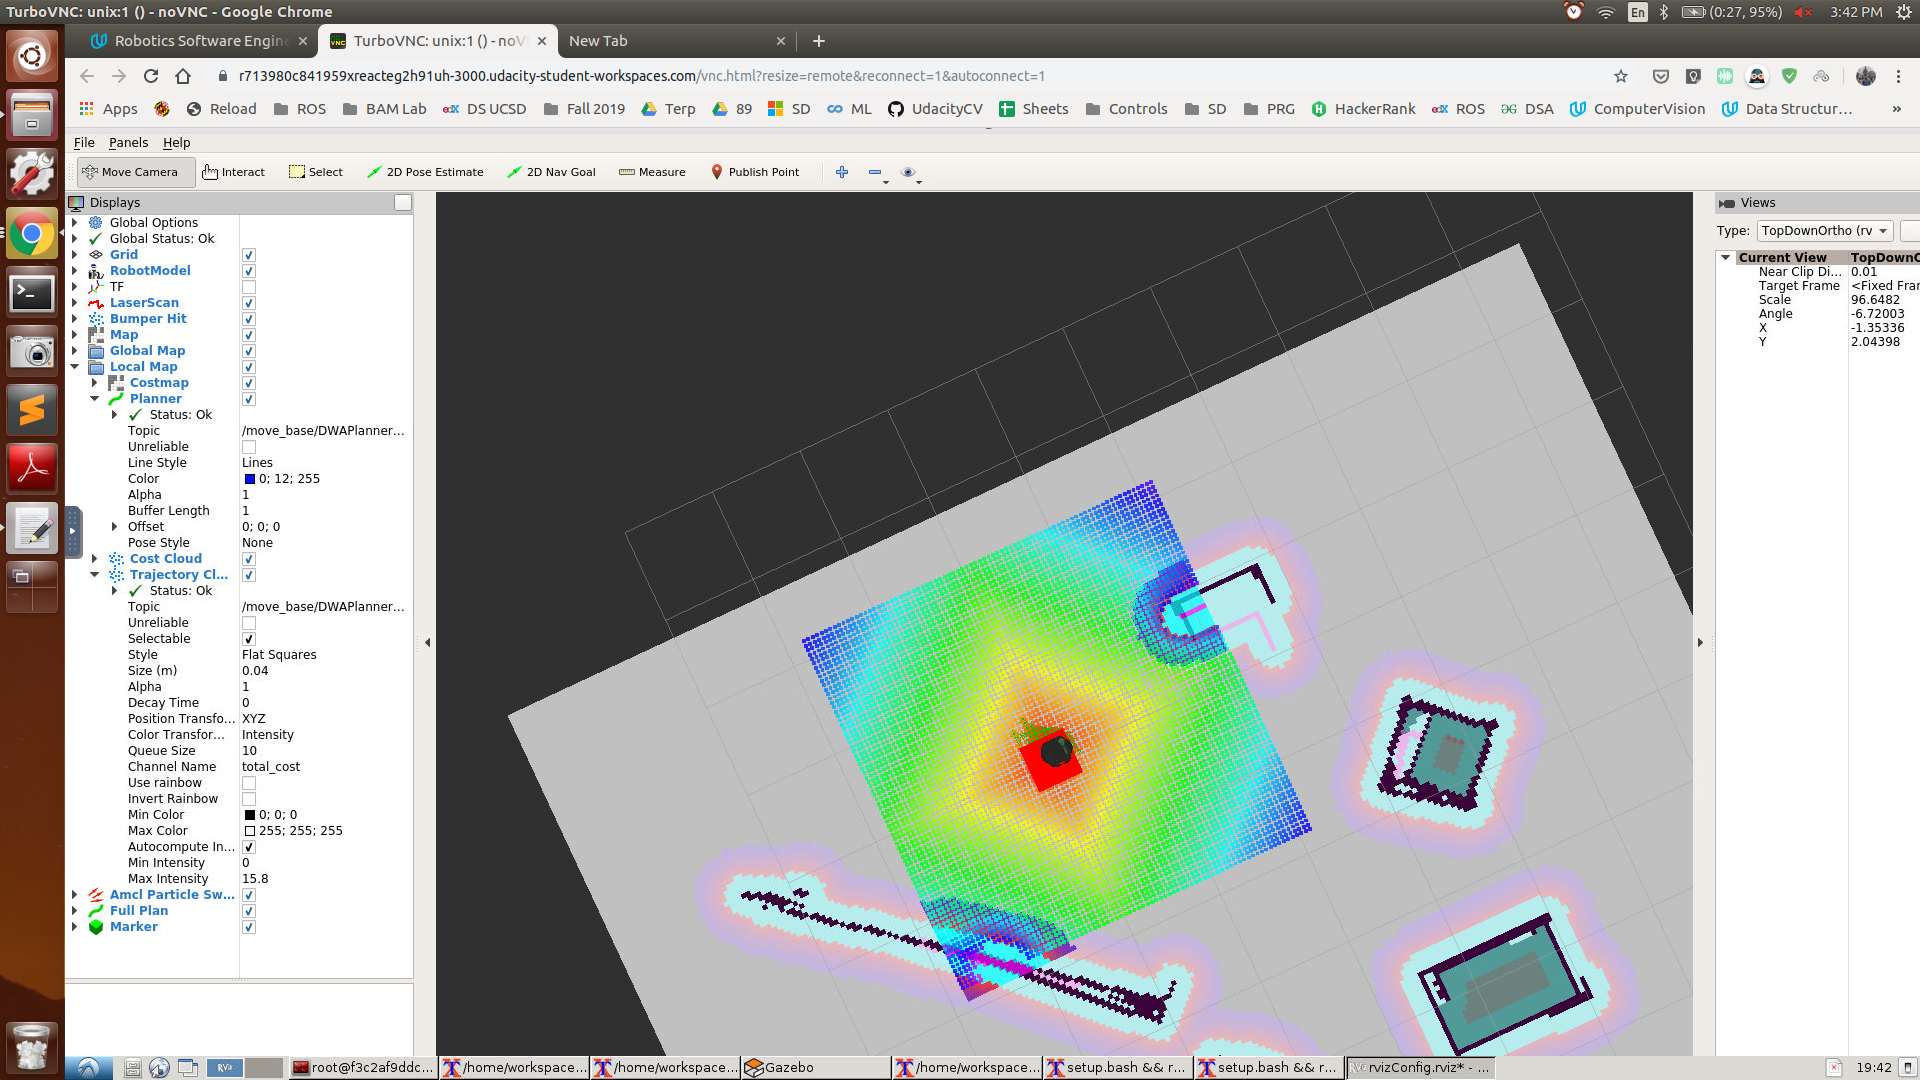 TurboVNC: unix:1 () - noVNC - Google Chrome
En (0:27, 95%) 3:42 PM
Robotics Software Engin
TurboVNC: unix:1 () - noV
New Tab
r713980c841959xreacteg2h91uh-3000.udacity-student-workspaces.com/vnc.html?resize=remote&reconnect=1&autoconnect=1
Apps Reload ROS BAM Lab edX DS UCSD Fall 2019 Terp 89 SD ML UdacityCV Sheets Controls SD PRG HackerRank edX ROS DSA ComputerVision Data Structur... »
File Panels Help
Move Camera Interact Select 2D Pose Estimate 2D Nav Goal Measure Publish Point
Displays
Global Options
Global Status: Ok
Grid
RobotModel
TF
LaserScan
Bumper Hit
Map
Global Map
Local Map
Costmap
Planner
Status: Ok
Topic /move_base/DWAPlanner...
Unreliable
Line Style Lines
Color 0; 12; 255
Alpha 1
Buffer Length 1
Offset 0; 0; 0
Pose Style None
Cost Cloud
Trajectory Cl...
Status: Ok
Topic /move_base/DWAPlanner...
Unreliable
Selectable
Style Flat Squares
Size (m) 0.04
Alpha 1
Decay Time 0
Position Transfo... XYZ
Color Transfor... Intensity
Queue Size 10
Channel Name total_cost
Use rainbow
Invert Rainbow
Min Color 0; 0; 0
Max Color 255; 255; 255
Autocompute In...
Min Intensity 0
Max Intensity 15.8
Amcl Particle Sw...
Full Plan
Marker
Views
Type: TopDownOrtho (rv
Current View TopDownO
Near Clip Di... 0.01
Target Frame <Fixed Fra
Scale 96.6482
Angle -6.72003
X -1.35336
Y 2.04398
root@f3c2af9ddc... /home/workspace... /home/workspace... Gazebo /home/workspace... setup.bash && r... setup.bash && r... rvizConfig.rviz* - ... 19:42